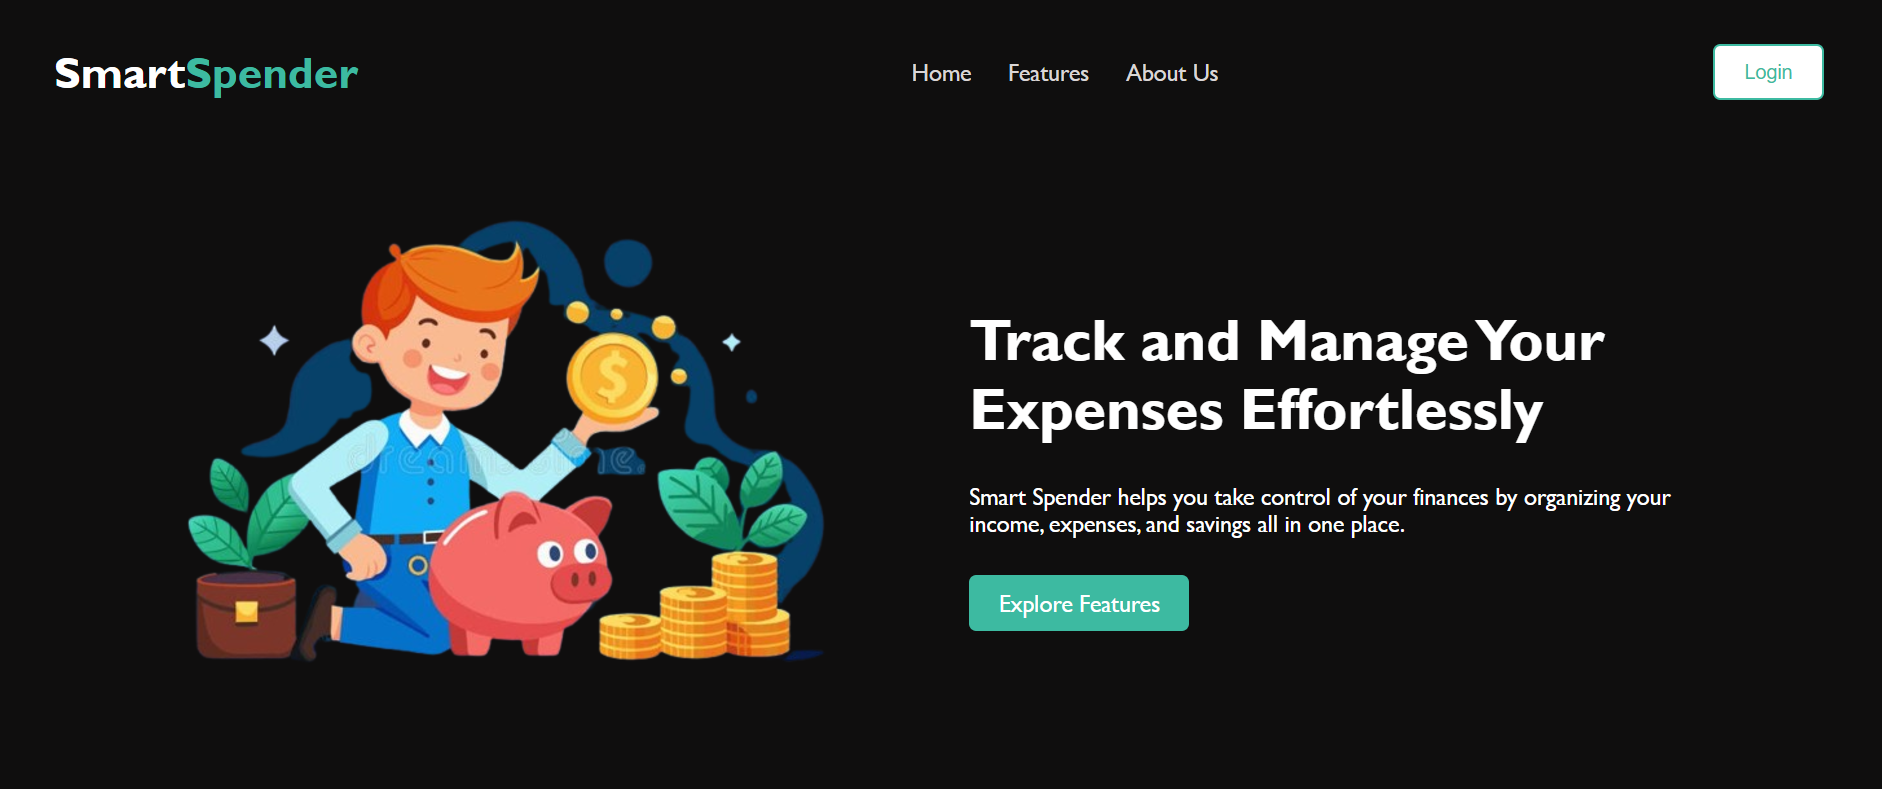 SmartSpender
Home Features About Us
Login
Track and Manage Your
Expenses Effortlessly
Smart Spender helps you take control of your finances by organizing your
income, expenses, and savings all in one place.
Explore Features